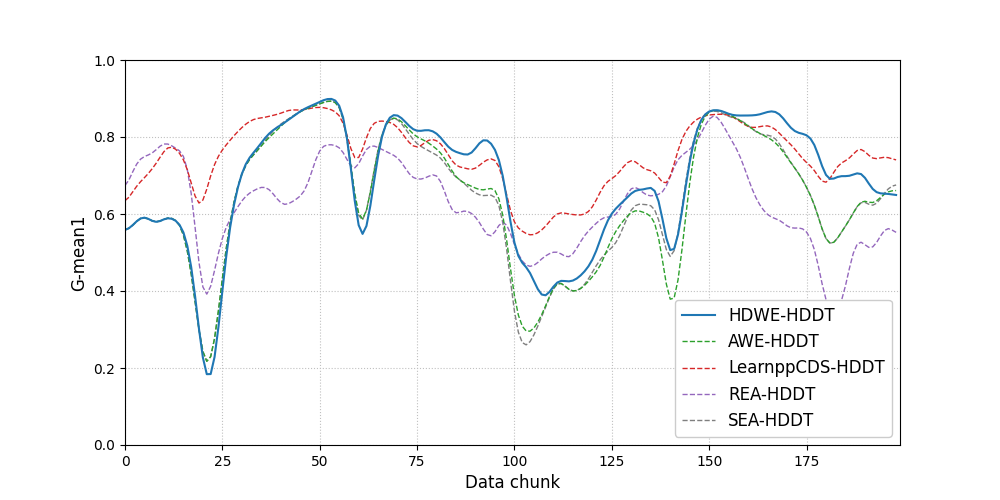 1.0
0.8
0.6
0.4
0.2
0.0
G-mean1
0 25 50 75 100 125 150 175
Data chunk
HDWE-HDDT
AWE-HDDT
LearnppCDS-HDDT
REA-HDDT
SEA-HDDT